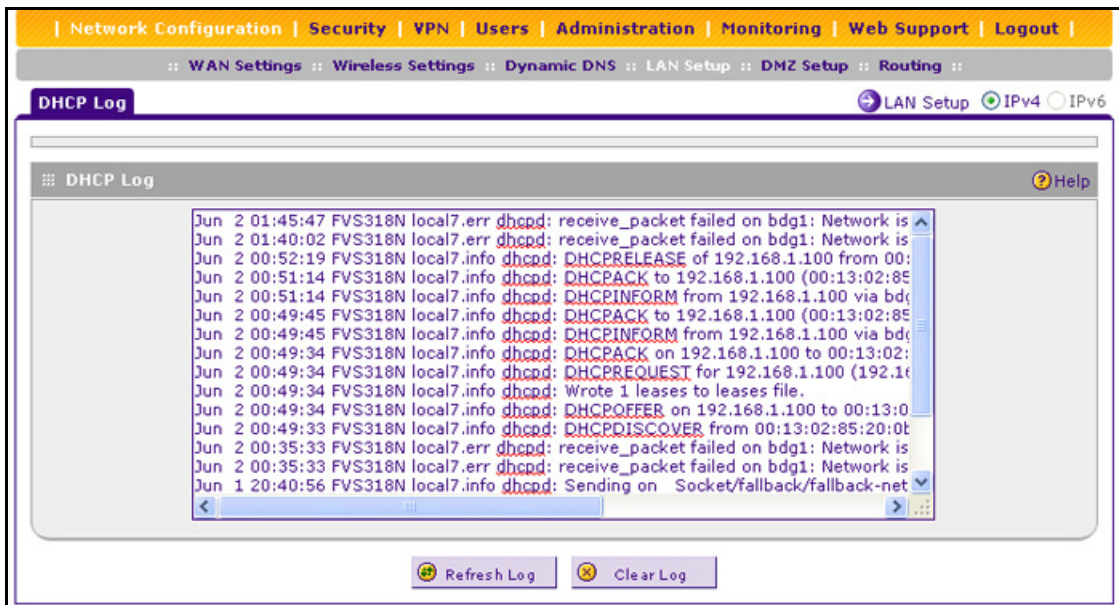 | Network Configuration | Security | VPN | Users | Administration | Monitoring | Web Support | Logout |
:: WAN Settings :: Wireless Settings :: Dynamic DNS :: LAN Setup :: DMZ Setup :: Routing ::
DHCP Log
LAN Setup IPv4 IPv6
DHCP Log
Help
Jun 2 01:45:47 FVS318N local7.err dhcpd: receive_packet failed on bdg1: Network is
Jun 2 01:40:02 FVS318N local7.err dhcpd: receive_packet failed on bdg1: Network is
Jun 2 00:52:19 FVS318N local7.info dhcpd: DHCPRELEASE of 192.168.1.100 from 00:
Jun 2 00:51:14 FVS318N local7.info dhcpd: DHCPACK to 192.168.1.100 (00:13:02:85
Jun 2 00:51:14 FVS318N local7.info dhcpd: DHCPINFORM from 192.168.1.100 via bdg
Jun 2 00:49:45 FVS318N local7.info dhcpd: DHCPACK to 192.168.1.100 (00:13:02:85
Jun 2 00:49:45 FVS318N local7.info dhcpd: DHCPINFORM from 192.168.1.100 via bdg
Jun 2 00:49:34 FVS318N local7.info dhcpd: DHCPACK on 192.168.1.100 to 00:13:02:
Jun 2 00:49:34 FVS318N local7.info dhcpd: DHCPREQUEST for 192.168.1.100 (192.16
Jun 2 00:49:34 FVS318N local7.info dhcpd: Wrote 1 leases to leases file.
Jun 2 00:49:34 FVS318N local7.info dhcpd: DHCPOFFER on 192.168.1.100 to 00:13:0
Jun 2 00:49:33 FVS318N local7.info dhcpd: DHCPDISCOVER from 00:13:02:85:20:0b
Jun 2 00:35:33 FVS318N local7.err dhcpd: receive_packet failed on bdg1: Network is
Jun 2 00:35:33 FVS318N local7.err dhcpd: receive_packet failed on bdg1: Network is
Jun 1 20:40:56 FVS318N local7.info dhcpd: Sending on Socket/fallback/fallback-net
Refresh Log
Clear Log